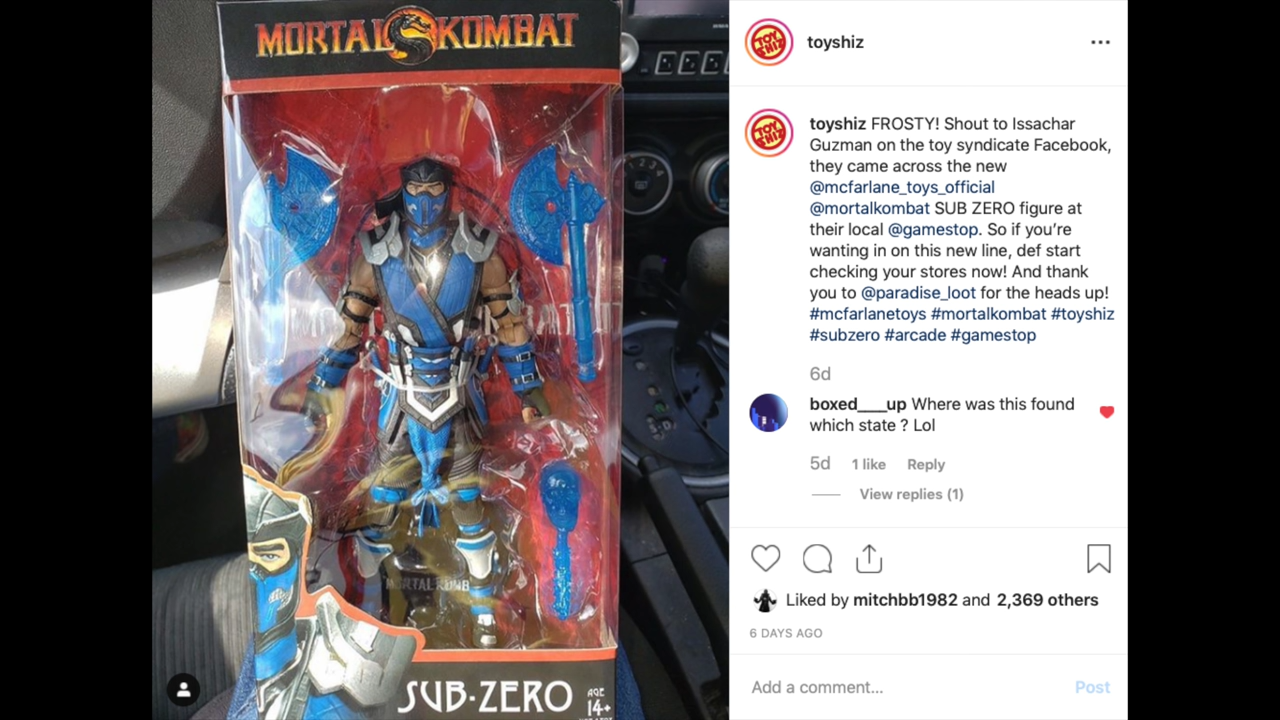 MORTAL KOMBAT
SUB-ZERO
AGE
14+
toyshiz
TOY
SHIZ
toyshiz FROSTY! Shout to Issachar
Guzman on the toy syndicate Facebook,
they came across the new
@mcfarlane_toys_official
@mortalkombat SUB ZERO figure at
their local @gamestop. So if you’re
wanting in on this new line, def start
checking your stores now! And thank
you to @paradise_loot for the heads up!
#mcfarlanetoys #mortalkombat #toyshiz
#subzero #arcade #gamestop
6d
boxed___up Where was this found
which state ? Lol
5d 1 like Reply
View replies (1)
Liked by mitchbb1982 and 2,369 others
6 DAYS AGO
Add a comment... Post